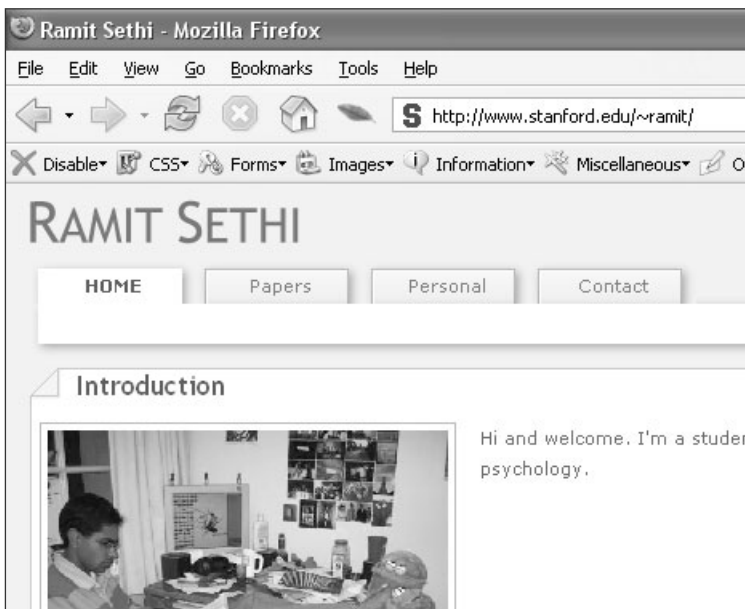 Ramit Sethi - Mozilla Firefox
File Edit View Go Bookmarks Tools Help
S http://www.stanford.edu/~ramit/
Disable CSS Forms Images Information Miscellaneous
RAMIT SETHI
HOME Papers Personal Contact
Introduction
Hi and welcome. I'm a
psychology.